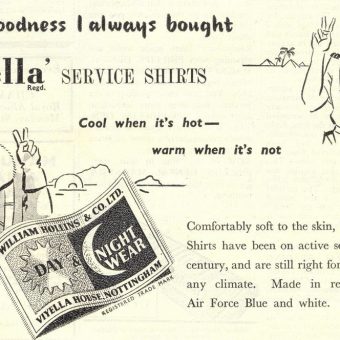 oodness I always bought
ella' SERVICE SHIRTS
Regd.
Cool when it's hot—
warm when it's not
WILLIAM HOLLINS & CO. LTD.
DAY & NIGHT WEAR
VIYELLA HOUSE NOTTINGHAM
REGISTERED TRADE MARK
Comfortably soft to the skin,
Shirts have been on active se
century, and are still right for
any climate. Made in re
Air Force Blue and white.